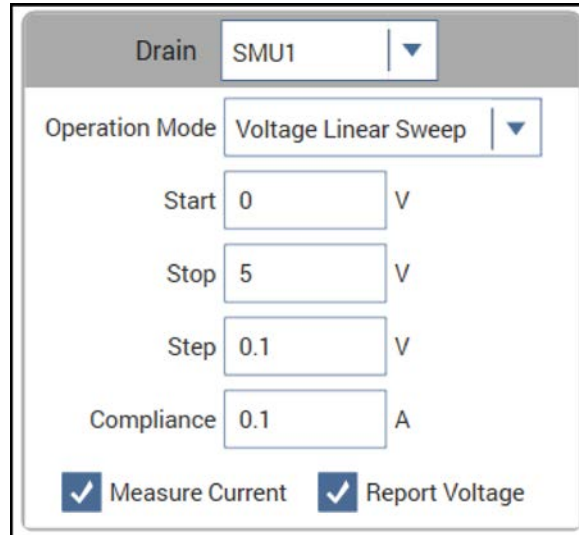 Drain SMU1
Operation Mode Voltage Linear Sweep
Start 0 V
Stop 5 V
Step 0.1 V
Compliance 0.1 A
Measure Current Report Voltage